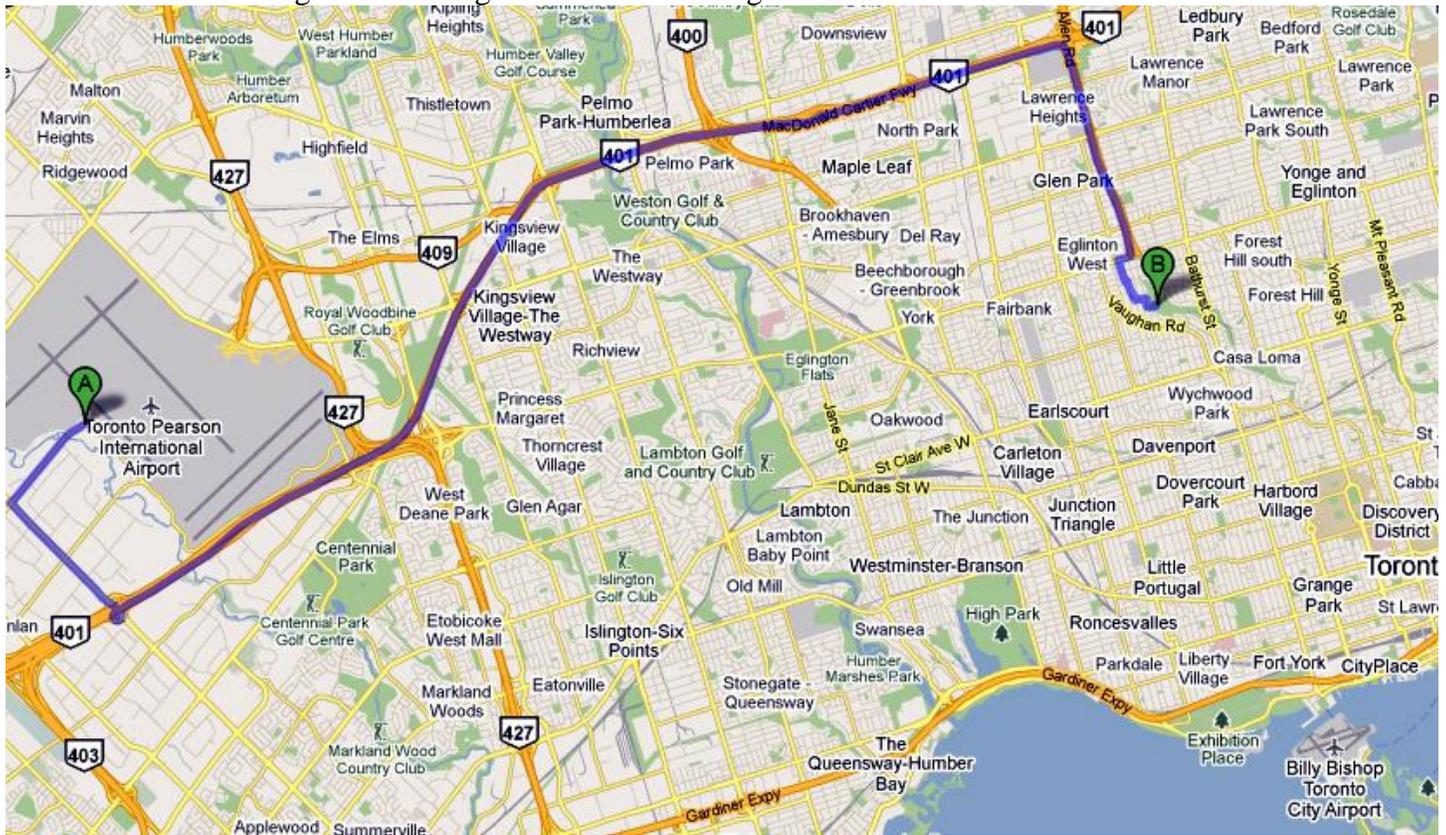 Kipling
Heights
Humberwoods
Park
West Humber
Parkland
Humber Valley
Golf Course
400
Downsview
Allen Rd
401
Ledbury
Park
Bedford
Park
Rosedale
Golf Club
Malton
Humber
Arboretum
Thistletown
Pelmo
Park-Humberlea
401
MacDonald Cartier Fwy
Lawrence
Manor
Lawrence
Park
Marvin
Heights
Highfield
Lawrence
Heights
Lawrence
Park South
North Park
Ridgewood
427
401
Pelmo Park
Maple Leaf
Glen Park
Yonge and
Eglinton
Weston Golf &
Country Club
Brookhaven
- Amesbury
Del Ray
The Elms
409
Kingsview
Village
Eglinton
West
B
Forest
Hill south
Mt Pleasant Rd
The
Westway
Beechborough
- Greenbrook
Bathurst St
Yonge St
Forest Hill
Kingsview
Village-The
Westway
Royal Woodbine
Golf Club
York
Fairbank
Vaughan Rd
Richview
Eglington
Flats
Casa Loma
A
427
Princess
Margaret
Jane St
Oakwood
Earlscourt
Wychwood
Park
Toronto Pearson
International
Airport
Thorncrest
Village
Lambton Golf
and Country Club
St Clair Ave W
Carleton
Village
Davenport
Dundas St W
West
Deane Park
Glen Agar
Lambton
The Junction
Junction
Triangle
Dovercourt
Park
Harbord
Village
Discovery
District
Centennial
Park
Lambton
Baby Point
Westminster-Branson
Little
Portugal
Toront
Islington
Golf Club
Old Mill
Grange
Park
St Lawr
401
Centennial Park
Golf Centre
Etobicoke
West Mall
Islington-Six
Points
Swansea
High Park
Roncesvalles
Humber
Marshes Park
Parkdale
Liberty
Village
Fort York
CityPlace
Markland
Woods
Eatonville
Stonegate -
Queensway
Gardiner Expy
403
Markland Wood
Country Club
427
The
Queensway-Humber
Bay
Exhibition
Place
Billy Bishop
Toronto
City Airport
Gardiner Expy
Applewood
Summerville